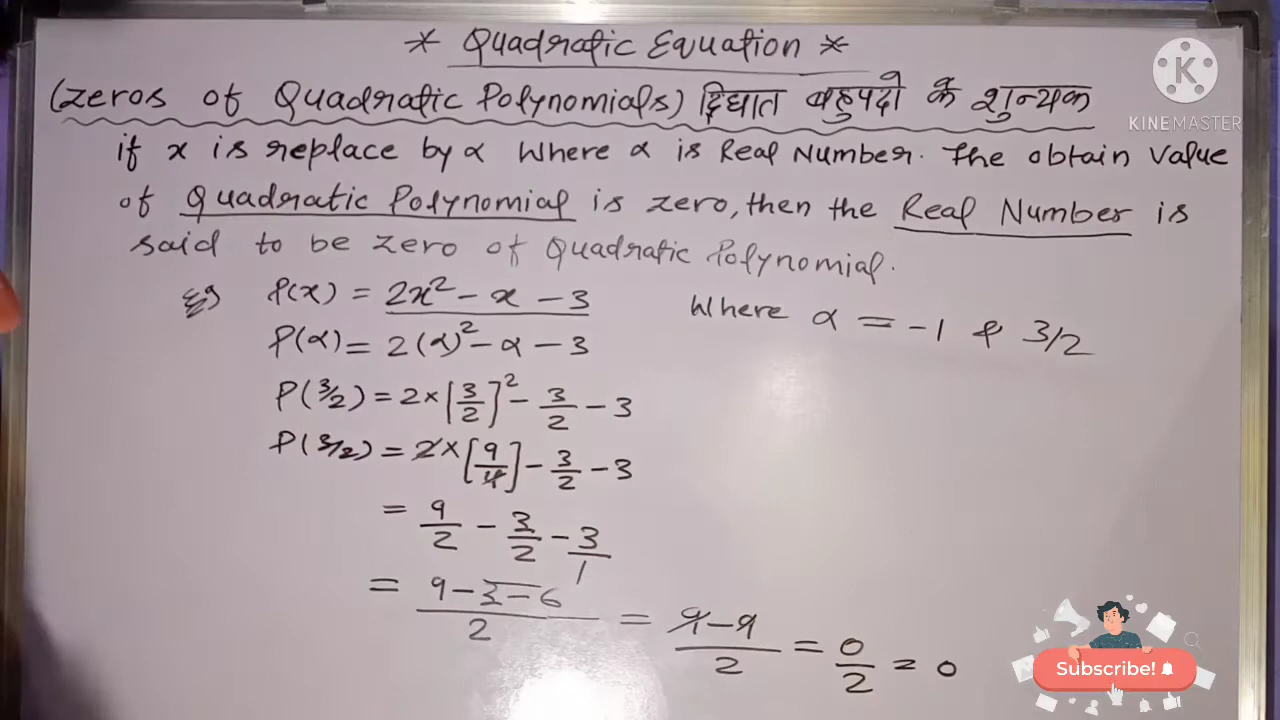 * Quadratic Equation *
(zeros of Quadratic Polynomials) द्विघात बहुपदो के शुन्यक
if x is replace by α Where α is Real Number. The obtain Value
of Quadratic Polynomial is zero, then the Real Number is
said to be zero of Quadratic Polynomial.
Eg P(x) = 2x² - x - 3 Where α = -1 & 3/2
P(α) = 2(α)² - α - 3
P(3/2) = 2×[3/2]² - 3/2 - 3
P(3/2) = 2×[9/4] - 3/2 - 3
= 9/2 - 3/2 - 3/1
= 9-3-6/2 = 9-9/2 = 0/2 = 0
K
KINEMASTER
Subscribe!